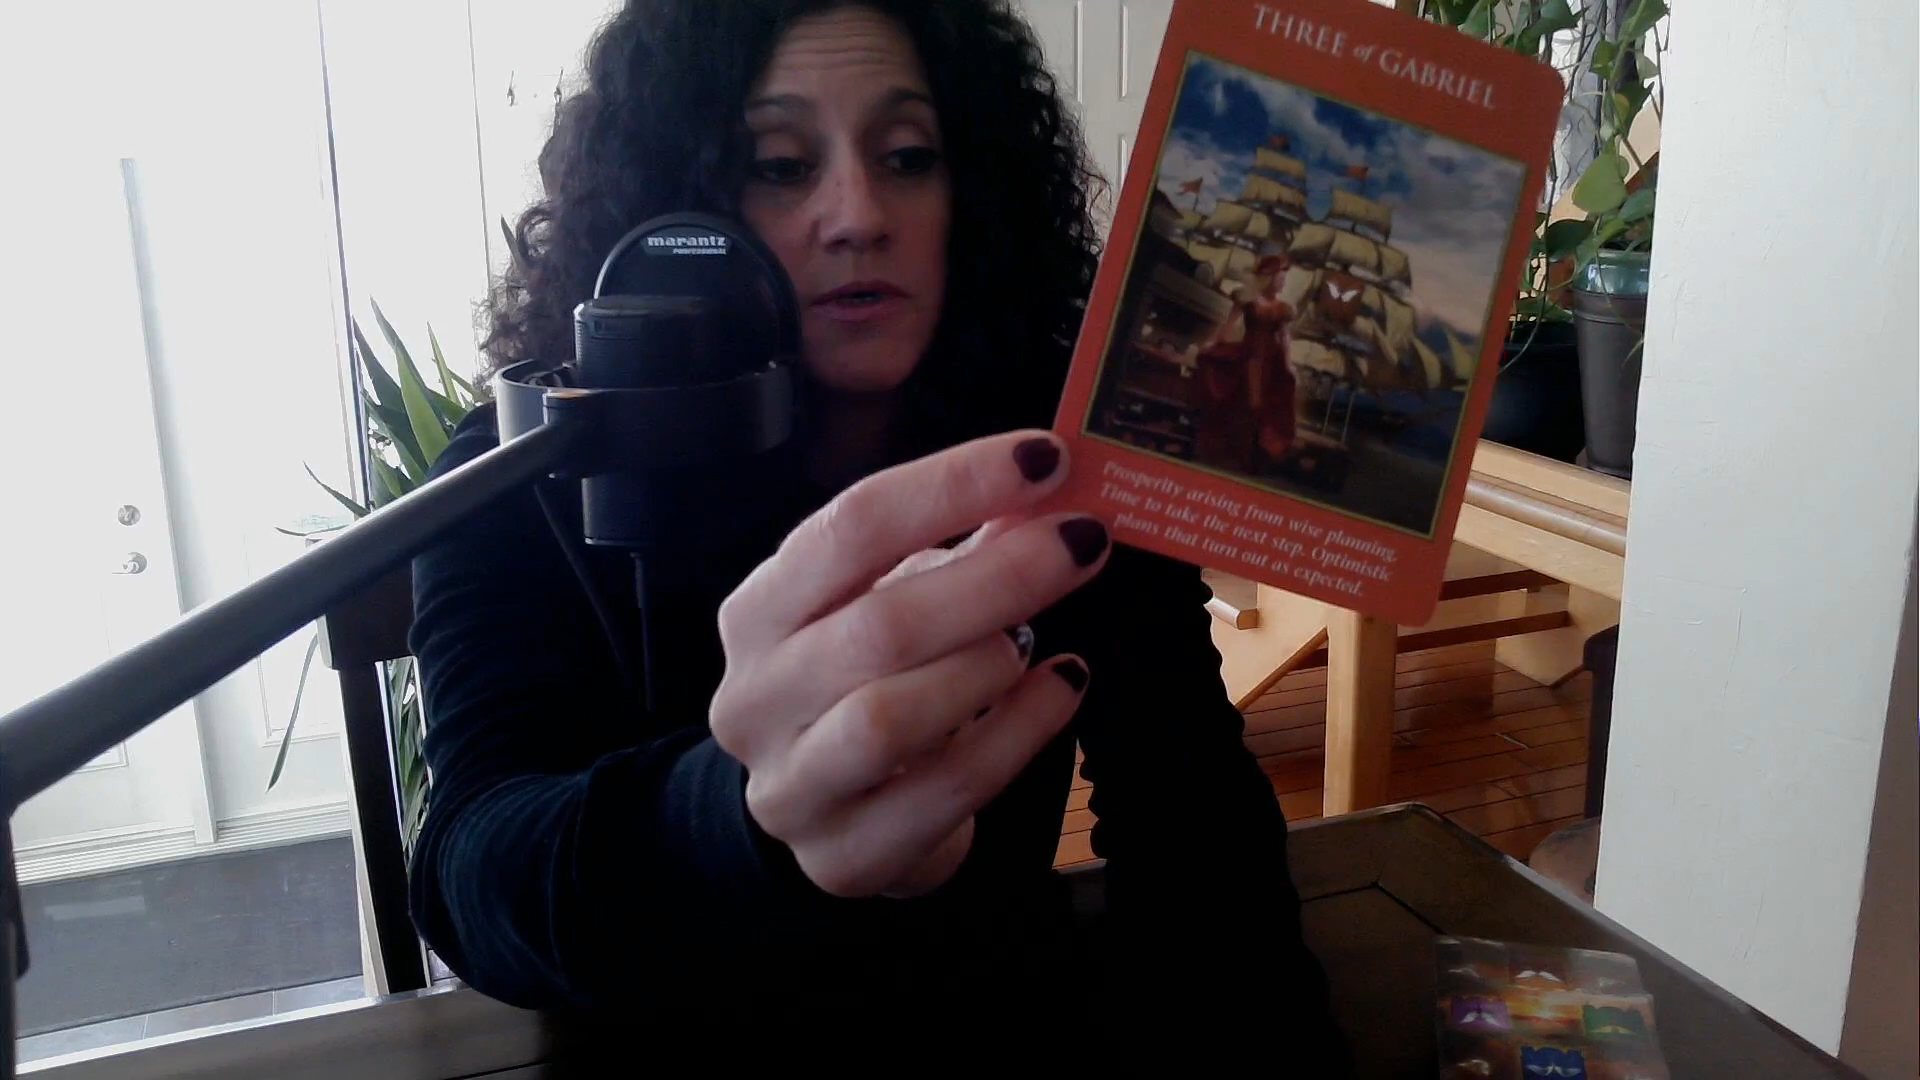 THREE of GABRIEL
marantz
PROFESSIONAL
Prosperity arising from wise planning.
Time to take the next step. Optimistic
plans that turn out as expected.